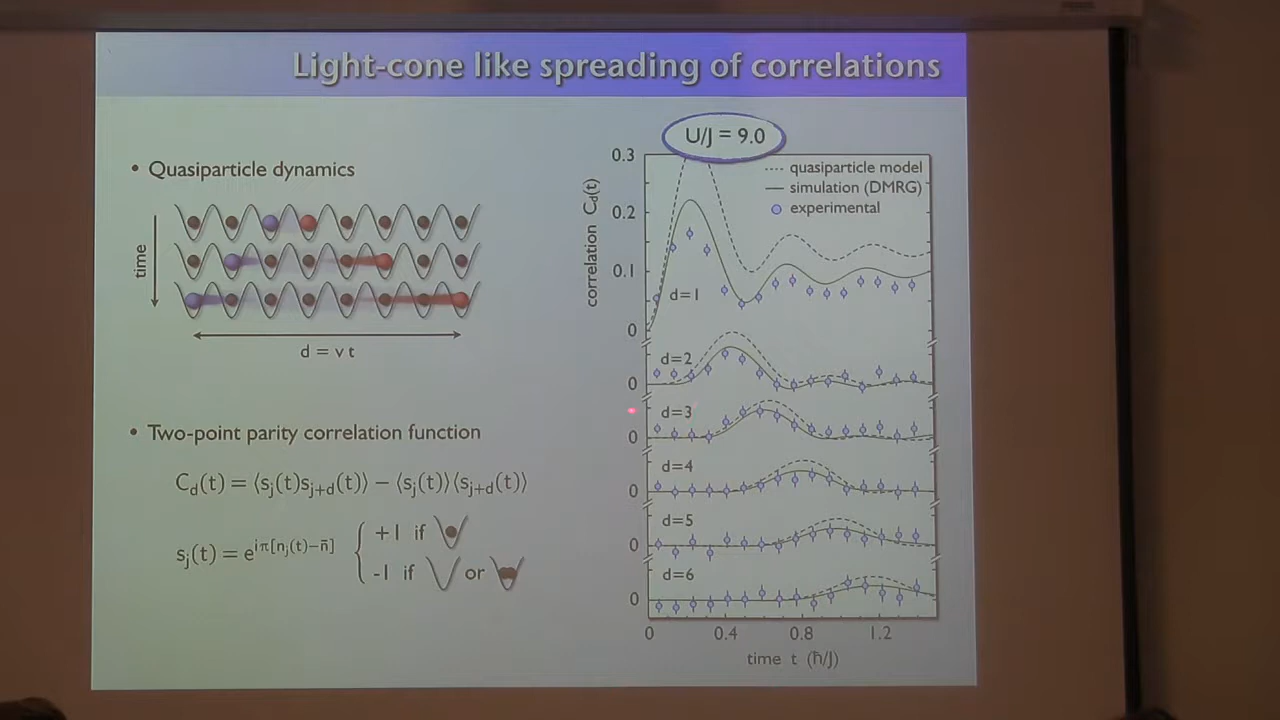 Light-cone like spreading of correlations
• Quasiparticle dynamics
time
d = v t
• Two-point parity correlation function
C_d(t) = ⟨s_j(t)s_{j+d}(t)⟩ − ⟨s_j(t)⟩⟨s_{j+d}(t)⟩
s_j(t) = e^{iπ[n_j(t)−n̄]}
+1 if
-1 if or
U/J = 9.0
quasiparticle model
simulation (DMRG)
experimental
correlation C_d(t)
0.3
0.2
0.1
0
d=1
d=2
0
d=3
0
d=4
0
d=5
0
d=6
0
0 0.4 0.8 1.2
time t (ħ/J)